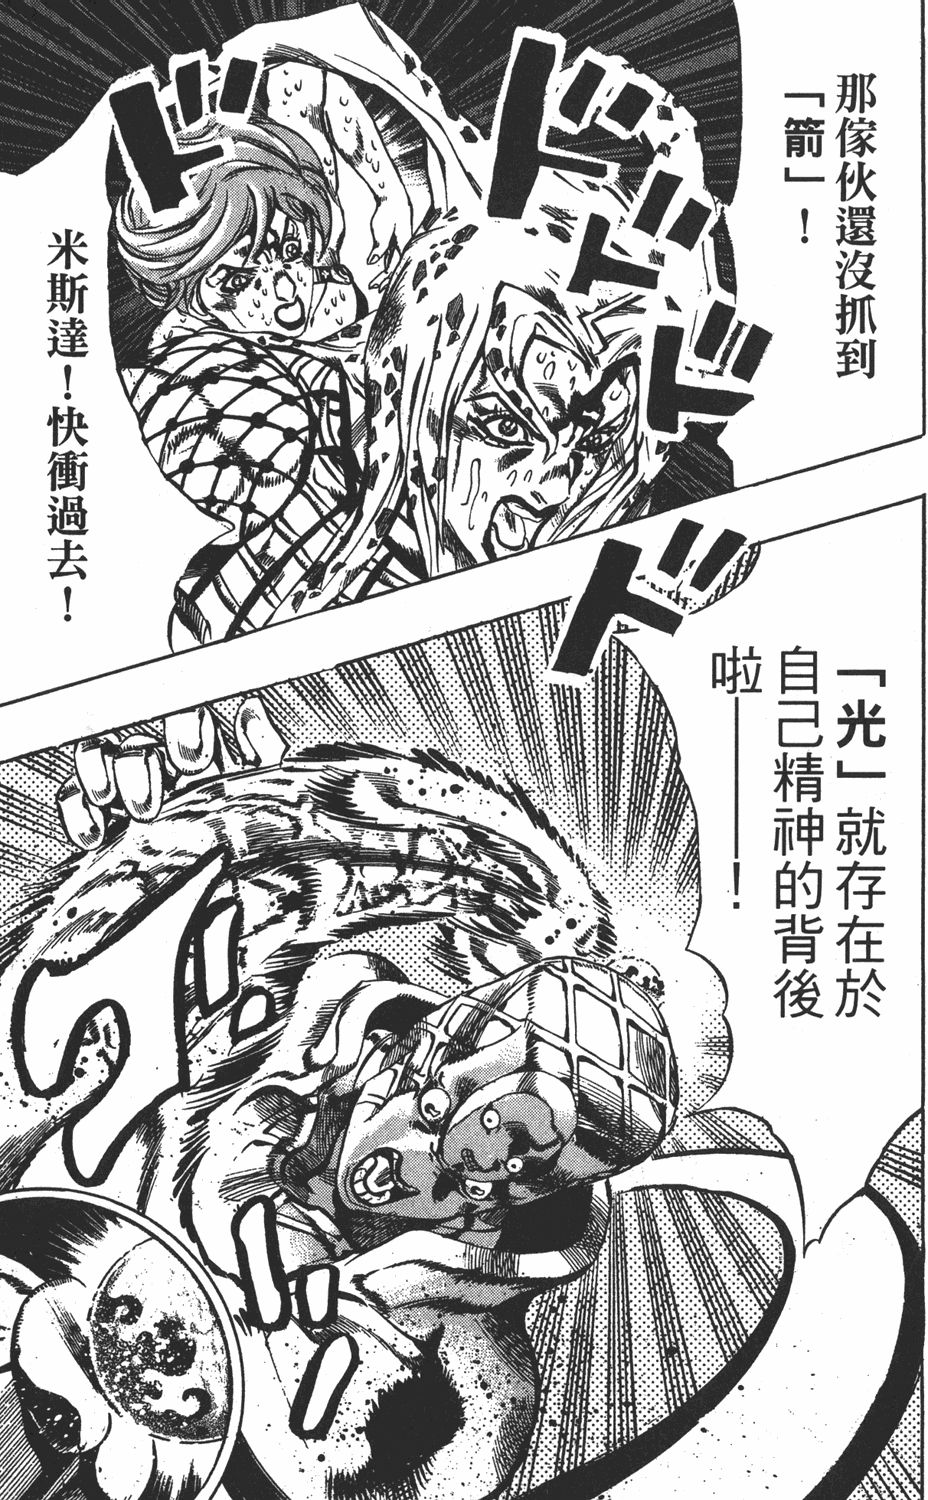 那傢伙還沒抓到
「箭」！
米斯達！快衝過去！
ドドドド
ドド
「光」就存在於
自己精神的背後
啦——！